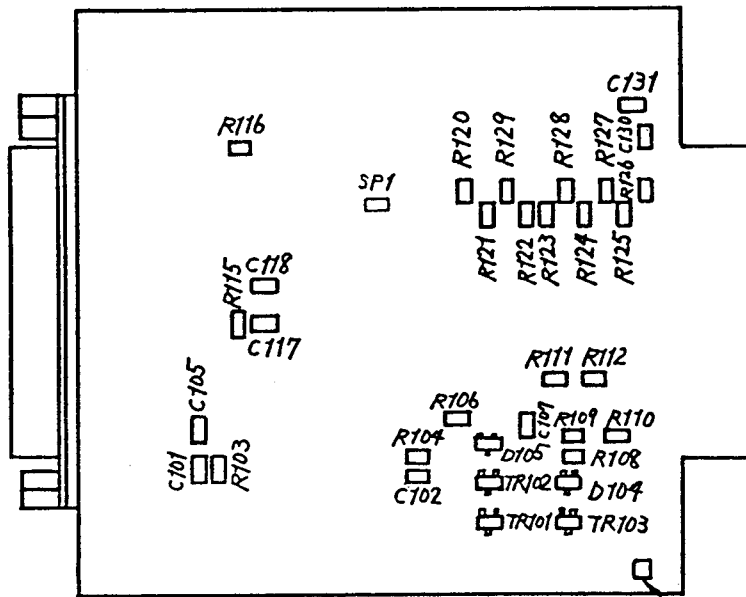 C131
R116
R120
R129
R128
R127
C130
R126
SP1
R121
R122
R123
R124
R125
R115
C118
C117
R111
R112
C105
R106
C107
R109
R110
R104
D105
R108
C101
R103
C102
TR102
D104
TR101
TR103